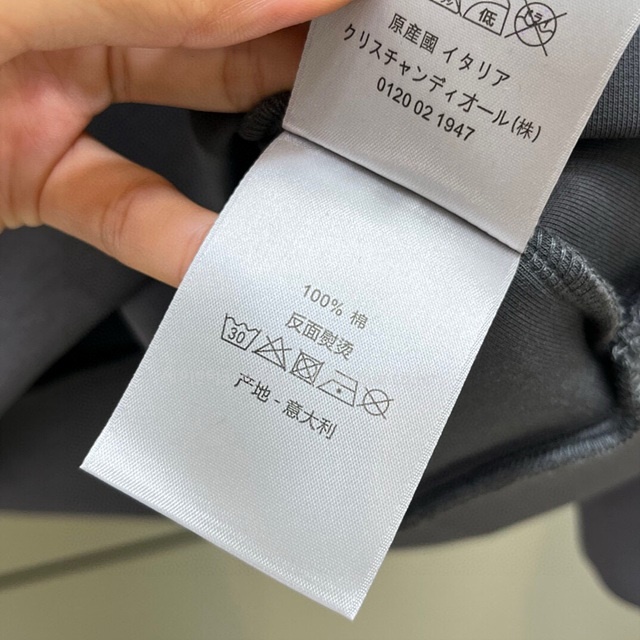 低
原産國 イタリア
クリスチャンディオール(株)
0120 02 1947
100% 棉
反面熨烫
30
产地 - 意大利